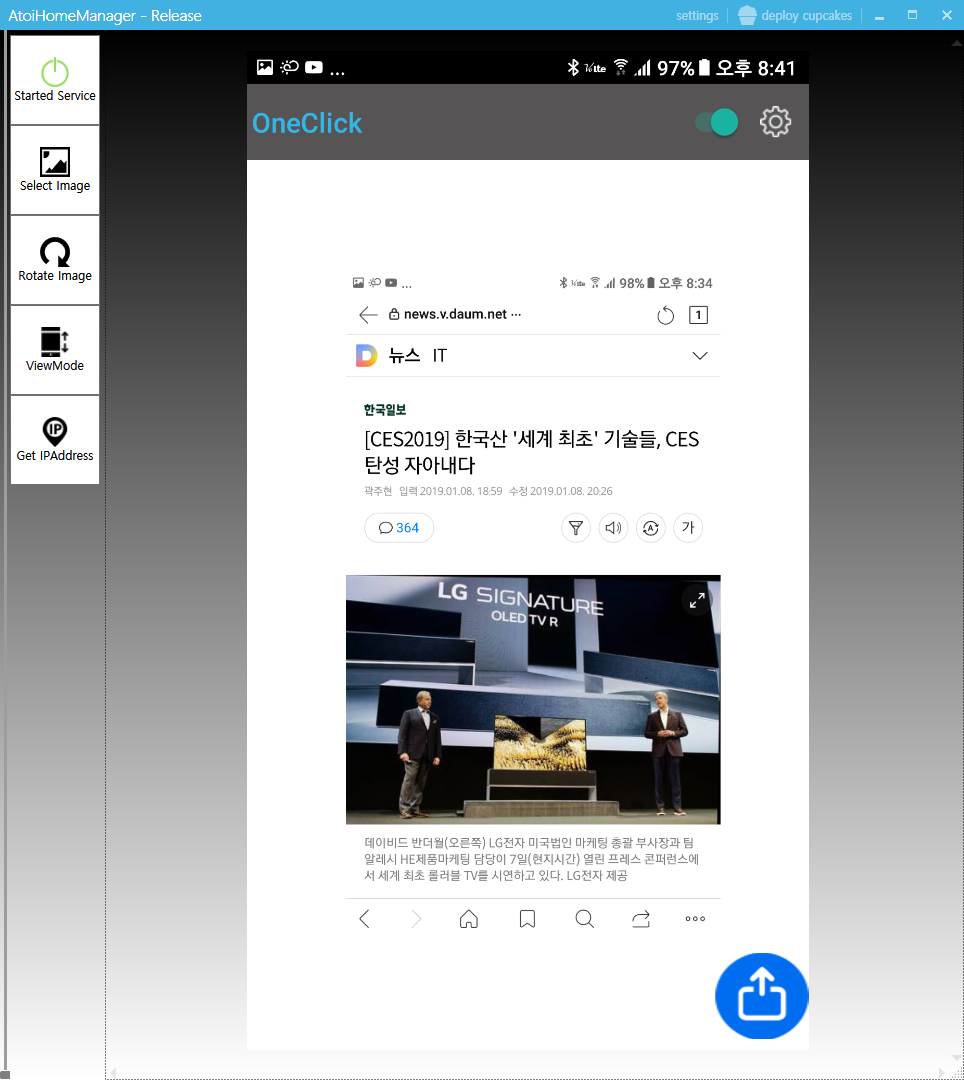 AtoiHomeManager - Release
settings
deploy cupcakes
Started Service
Select Image
Rotate Image
ViewMode
IP
Get IPAddress
...
97% 오후 8:41
OneClick
...
98% 오후 8:34
news.v.daum.net ...
1
뉴스 IT
한국일보
[CES2019] 한국산 '세계 최초' 기술들, CES
탄성 자아내다
곽주현 입력 2019.01.08. 18:59 수정 2019.01.08. 20:26
364
가
LG SIGNATURE
OLED TV R
데이비드 반더월(오른쪽) LG전자 미국법인 마케팅 총괄 부사장과 팀
알레시 HE제품마케팅 담당이 7일(현지시간) 열린 프레스 콘퍼런스에
서 세계 최초 롤러블 TV를 시연하고 있다. LG전자 제공